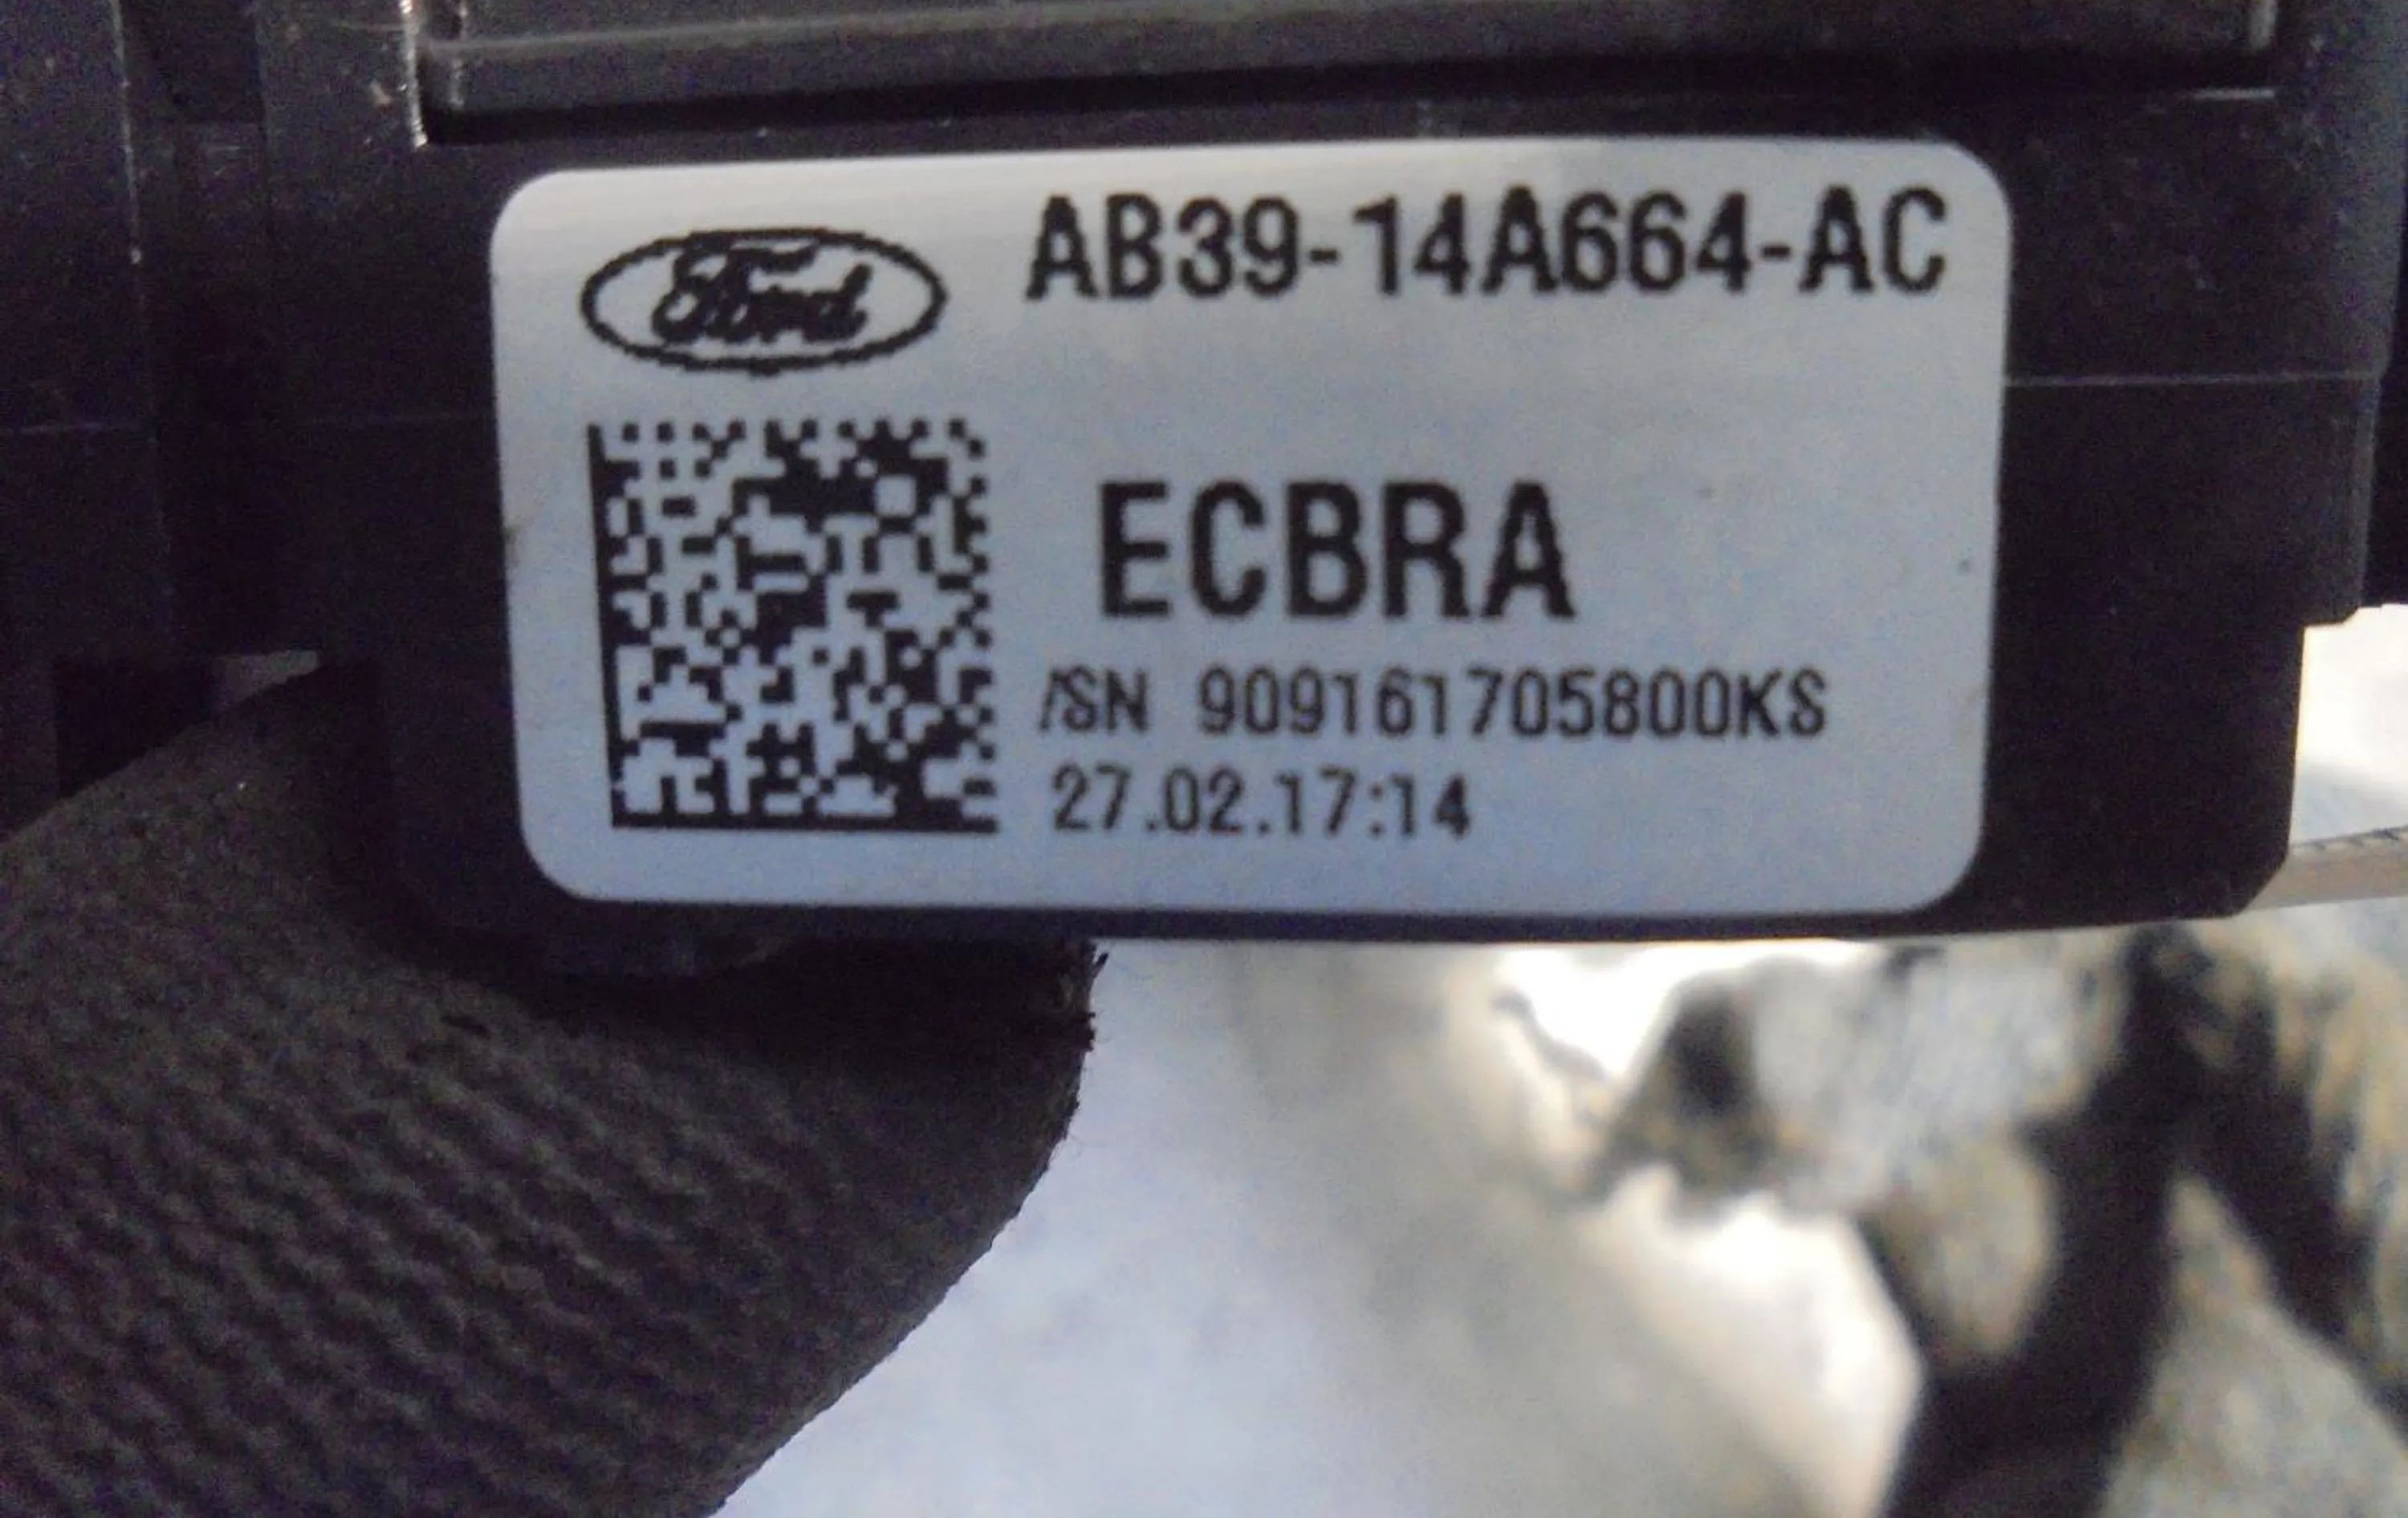 Ford AB39-14A664-AC
ECBRA
/SN 909161705800KS
27.02.17:14